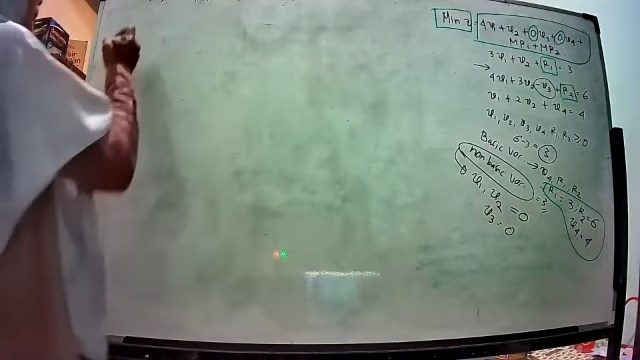 Min Z 4x₁ + x₂ + 0x₃ + 0x₄ +
MR₁ + MR₂
3x₁ + x₂ + R₁ = 3
→ 4x₁ + 3x₂ - x₃ + R₂ = 6
x₁ + 2x₂ + x₄ = 4
x₁, x₂, x₃, x₄, R₁, R₂ ≥ 0
6-3 = 3
Basic Var. → x₄, R₁, R₂
non basic var. = 3
x₁, x₂ = 0
x₃ = 0
R₁ = 3, R₂ = 6
x₄ = 4